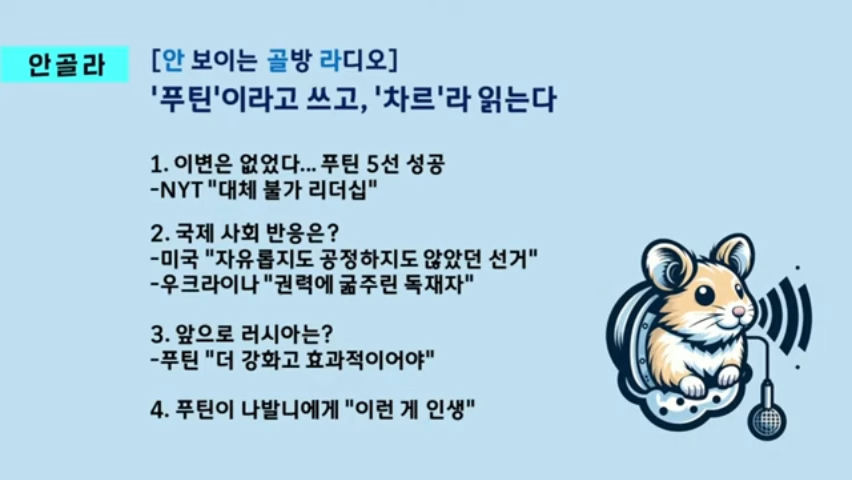 안골라
[안 보이는 골방 라디오]
'푸틴'이라고 쓰고, '차르'라 읽는다
1. 이변은 없었다... 푸틴 5선 성공
-NYT "대체 불가 리더십"
2. 국제 사회 반응은?
-미국 "자유롭지도 공정하지도 않았던 선거"
-우크라이나 "권력에 굶주린 독재자"
3. 앞으로 러시아는?
-푸틴 "더 강화고 효과적이어야"
4. 푸틴이 나발니에게 "이런 게 인생"